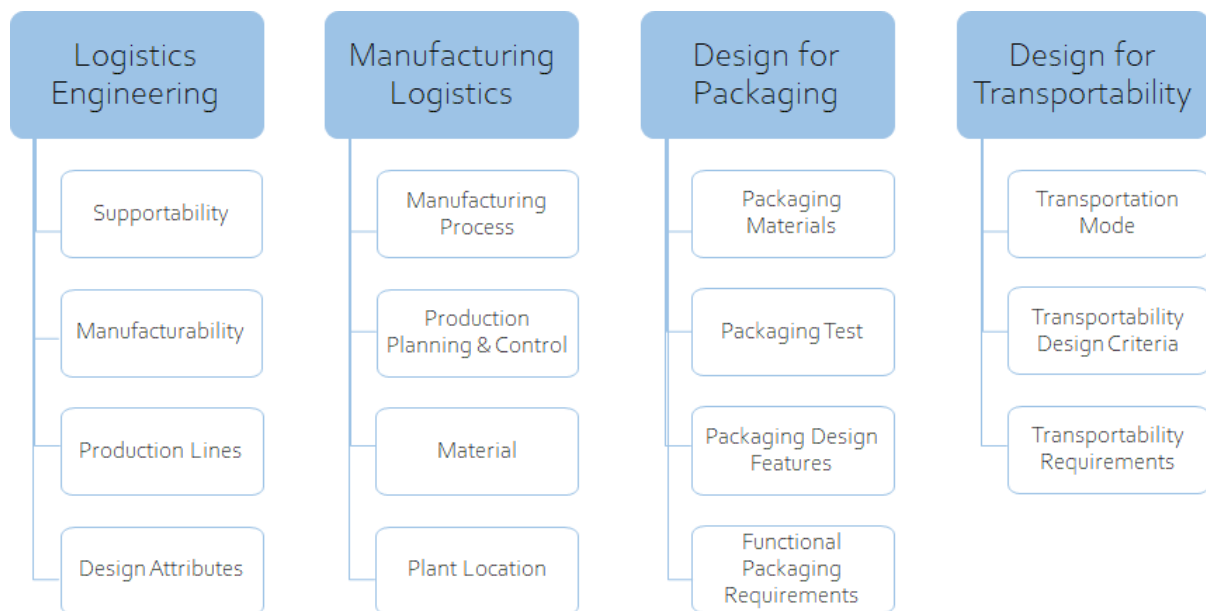 Logistics
Engineering
Supportability
Manufacturability
Production Lines
Design Attributes
Manufacturing
Logistics
Manufacturing
Process
Production
Planning & Control
Material
Plant Location
Design for
Packaging
Packaging
Materials
Packaging Test
Packaging Design
Features
Functional
Packaging
Requirements
Design for
Transportability
Transportation
Mode
Transportability
Design Criteria
Transportability
Requirements